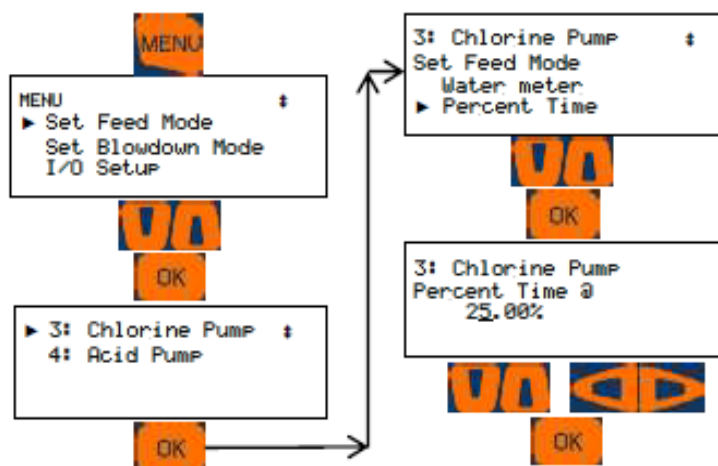 MENU
MENU
Set Feed Mode
Set Blowdown Mode
I/O Setup
OK
3: Chlorine Pump
4: Acid Pump
OK
3: Chlorine Pump
Set Feed Mode
Water meter
Percent Time
OK
3: Chlorine Pump
Percent Time @
25.00%
OK